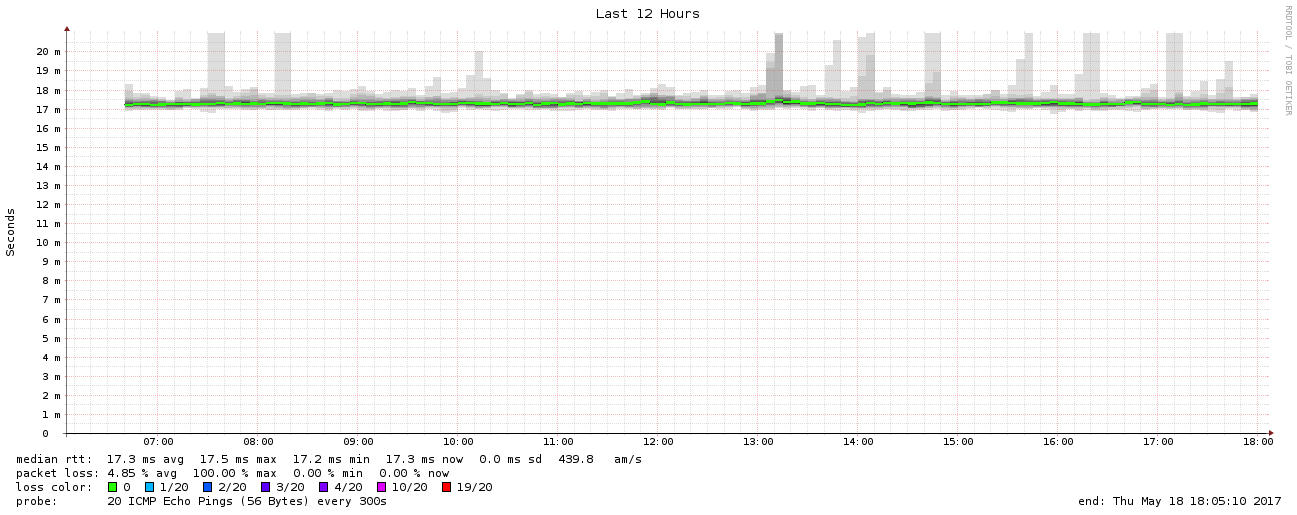 Last 12 Hours
RRDTOOL / TOBI OETIKER
Seconds
20 m
19 m
18 m
17 m
16 m
15 m
14 m
13 m
12 m
11 m
10 m
9 m
8 m
7 m
6 m
5 m
4 m
3 m
2 m
1 m
0
07:00 08:00 09:00 10:00 11:00 12:00 13:00 14:00 15:00 16:00 17:00 18:00
median rtt: 17.3 ms avg 17.5 ms max 17.2 ms min 17.3 ms now 0.0 ms sd 439.8 am/s
packet loss: 4.85 % avg 100.00 % max 0.00 % min 0.00 % now
loss color: 0 1/20 2/20 3/20 4/20 10/20 19/20
probe: 20 ICMP Echo Pings (56 Bytes) every 300s end: Thu May 18 18:05:10 2017